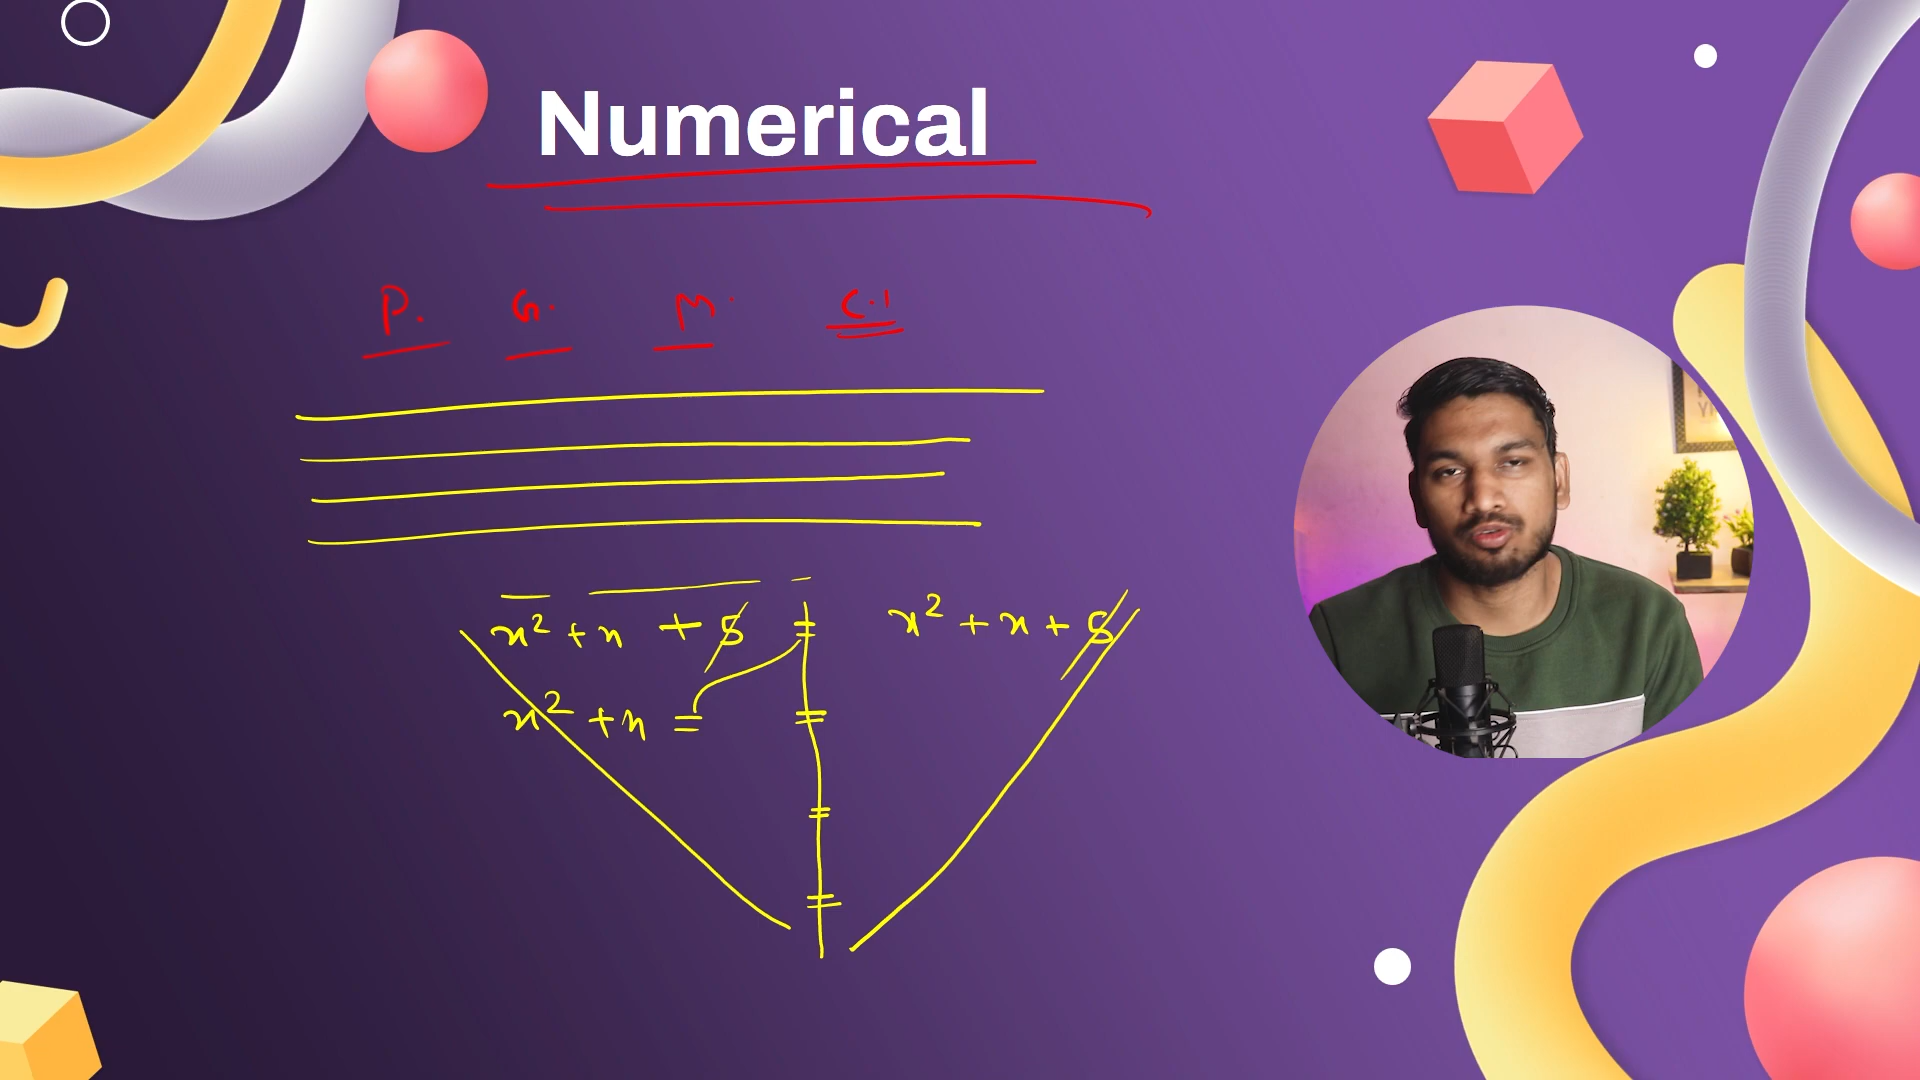 Numerical
P. G. M. C.I
x² + x + 5 = x² + x + 5
x² + x = =
=
=